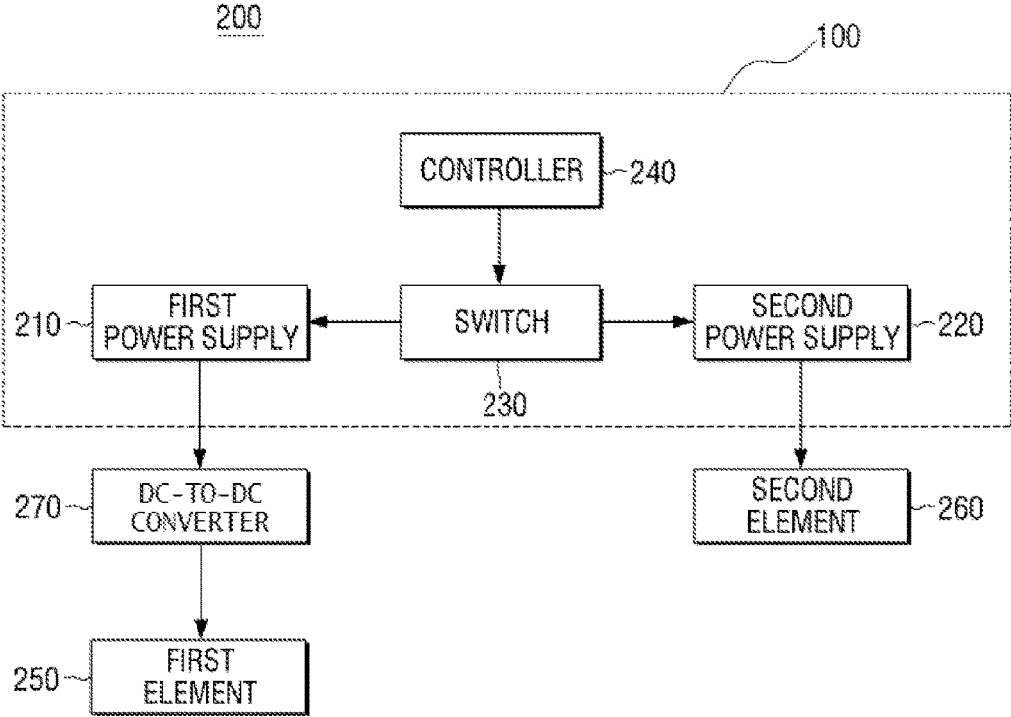 200
100
CONTROLLER
240
210
FIRST
POWER SUPPLY
SWITCH
230
SECOND
POWER SUPPLY
220
270
DC-TO-DC
CONVERTER
SECOND
ELEMENT
260
250
FIRST
ELEMENT